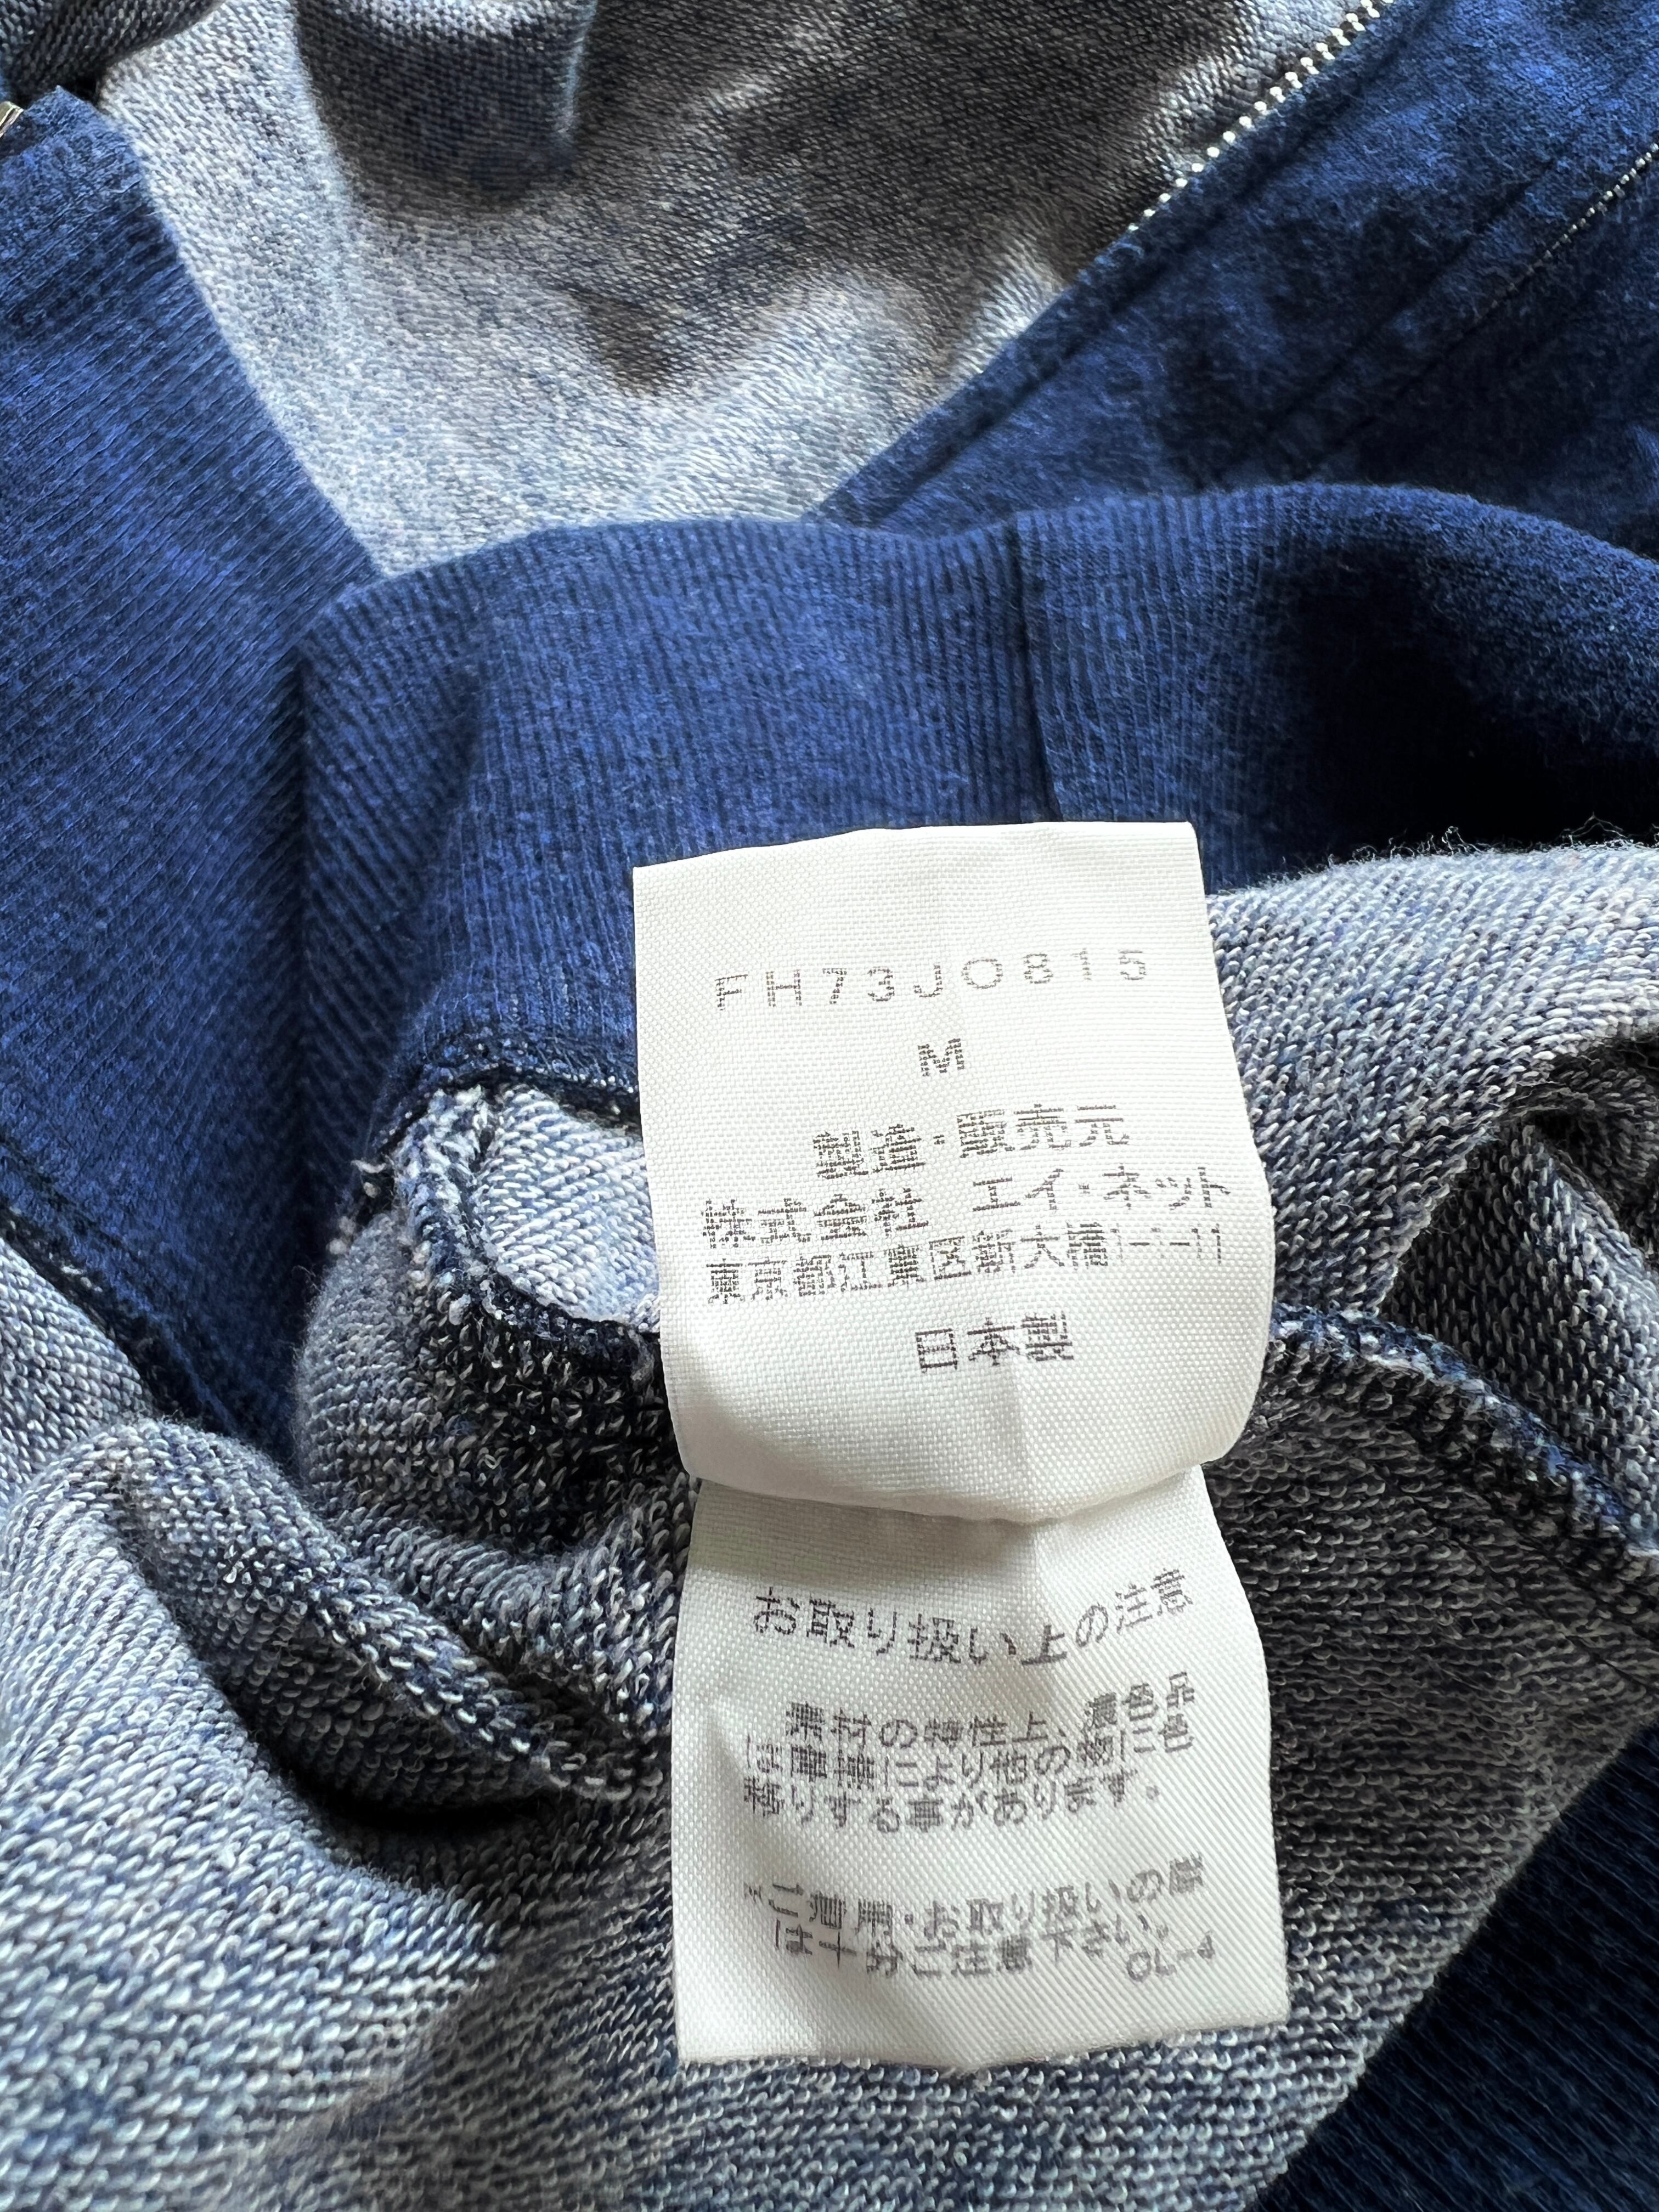 FH73JO815
M
製造・販売元
株式会社 エイ・ネット
東京都江東区新大橋1-1-11
日本製
お取り扱い上の注意
素材の特性上、濃色品
は摩擦により他の物に色
移りする事があります。
ご着用・お取り扱いの際
は十分ご注意下さい。
OL-4